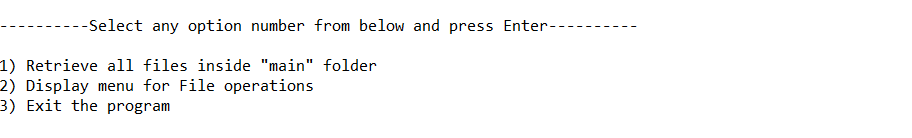 ----------Select any option number from below and press Enter----------
1) Retrieve all files inside "main" folder
2) Display menu for File operations
3) Exit the program